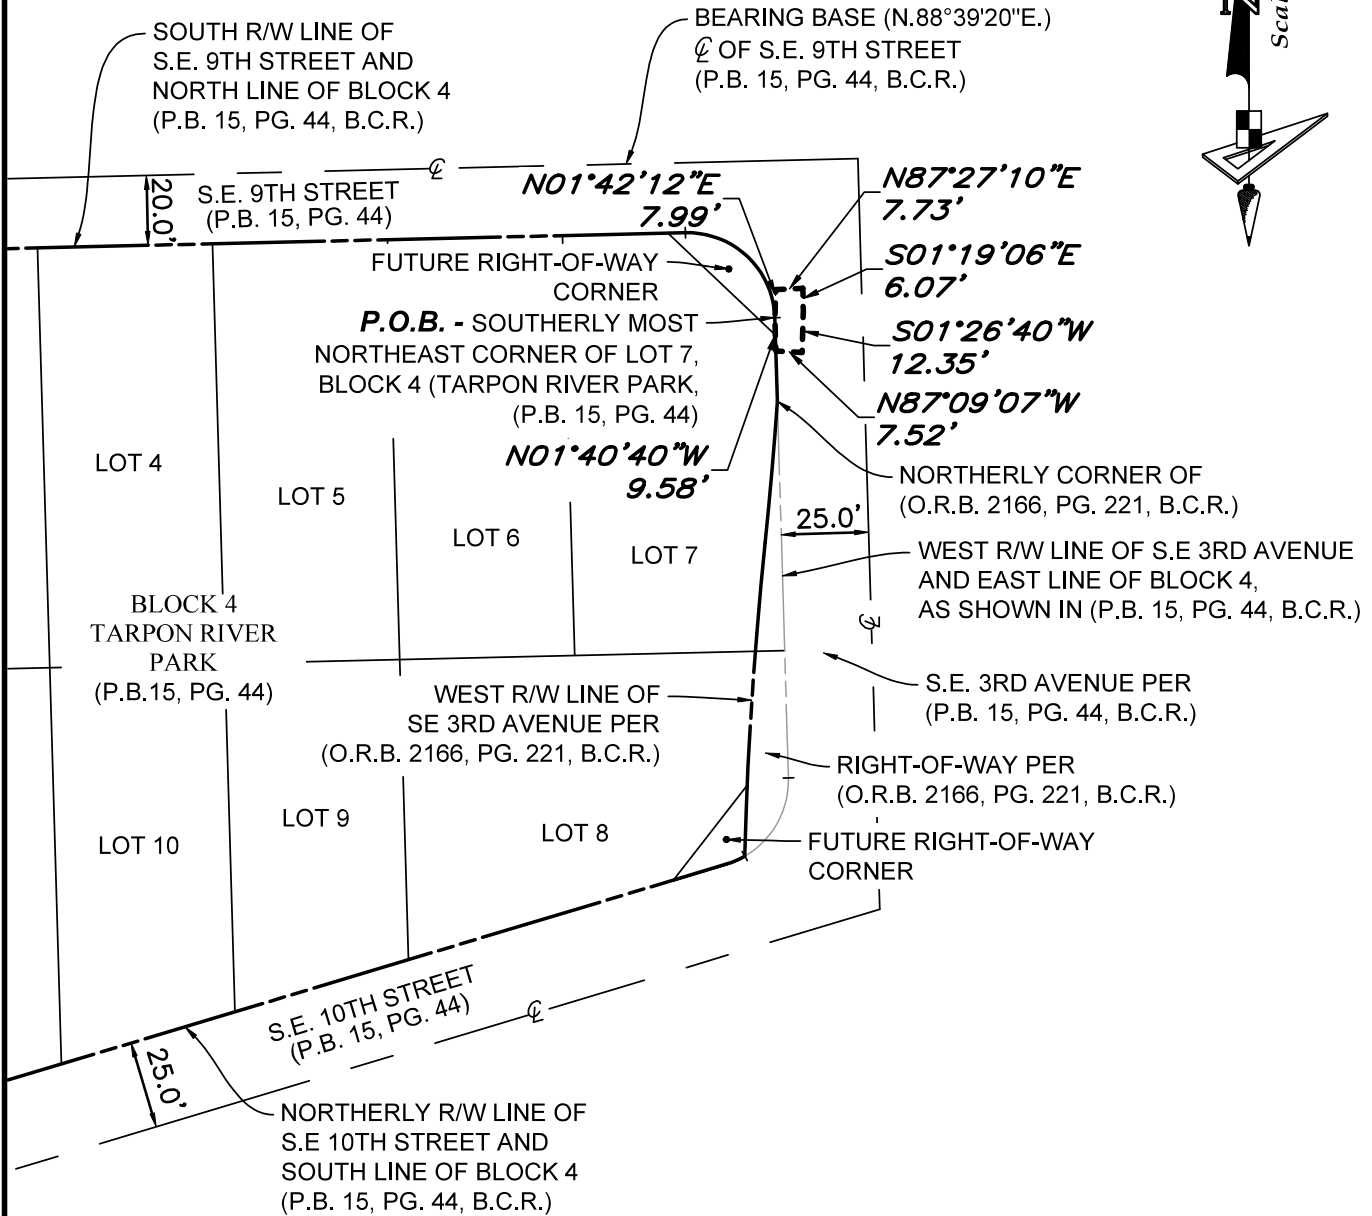 SOUTH R/W LINE OF
S.E. 9TH STREET AND
NORTH LINE OF BLOCK 4
(P.B. 15, PG. 44, B.C.R.)
BEARING BASE (N.88°39'20"E.)
℄ OF S.E. 9TH STREET
(P.B. 15, PG. 44, B.C.R.)
℄
20.0'
S.E. 9TH STREET
(P.B. 15, PG. 44)
N01°42'12"E
7.99'
N87°27'10"E
7.73'
S01°19'06"E
6.07'
S01°26'40"W
12.35'
N87°09'07"W
7.52'
FUTURE RIGHT-OF-WAY
CORNER
P.O.B. - SOUTHERLY MOST
NORTHEAST CORNER OF LOT 7,
BLOCK 4 (TARPON RIVER PARK,
(P.B. 15, PG. 44)
N01°40'40"W
9.58'
LOT 4
LOT 5
LOT 6
LOT 7
NORTHERLY CORNER OF
(O.R.B. 2166, PG. 221, B.C.R.)
25.0'
WEST R/W LINE OF S.E 3RD AVENUE
AND EAST LINE OF BLOCK 4,
AS SHOWN IN (P.B. 15, PG. 44, B.C.R.)
BLOCK 4
TARPON RIVER
PARK
(P.B.15, PG. 44)
℄
WEST R/W LINE OF
SE 3RD AVENUE PER
(O.R.B. 2166, PG. 221, B.C.R.)
S.E. 3RD AVENUE PER
(P.B. 15, PG. 44, B.C.R.)
RIGHT-OF-WAY PER
(O.R.B. 2166, PG. 221, B.C.R.)
LOT 10
LOT 9
LOT 8
FUTURE RIGHT-OF-WAY
CORNER
S.E. 10TH STREET
(P.B. 15, PG. 44)
℄
25.0'
NORTHERLY R/W LINE OF
S.E 10TH STREET AND
SOUTH LINE OF BLOCK 4
(P.B. 15, PG. 44, B.C.R.)